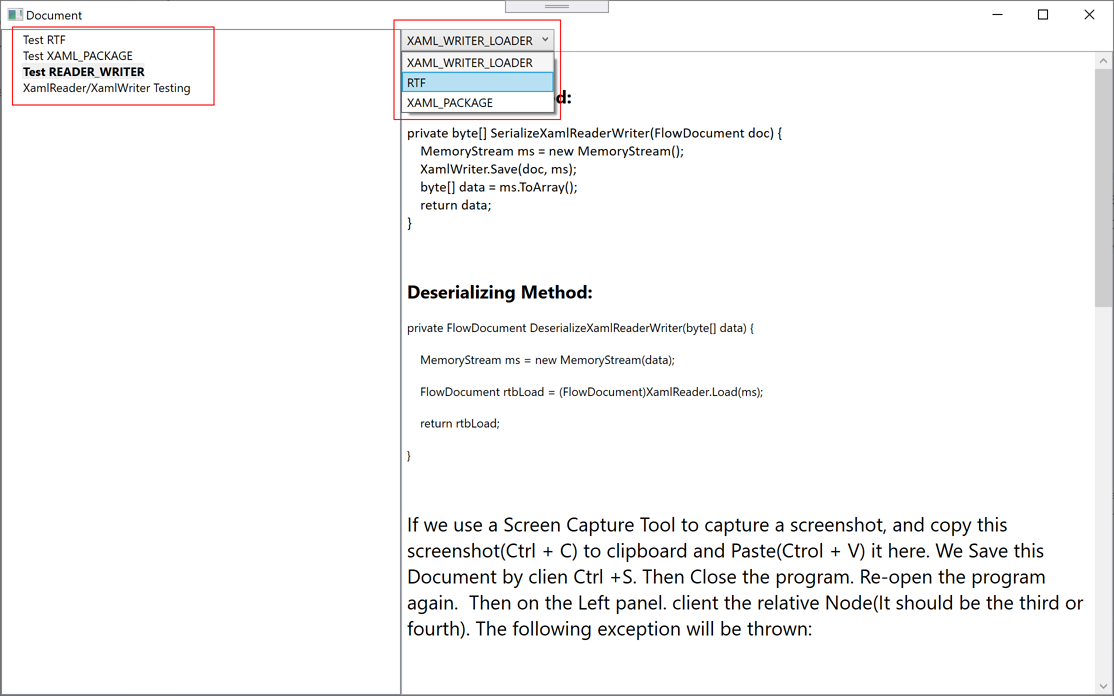 Document
Test RTF
Test XAML_PACKAGE
Test READER_WRITER
XamlReader/XamlWriter Testing
XAML_WRITER_LOADER
XAML_WRITER_LOADER
RTF
XAML_PACKAGE
d:
private byte[] SerializeXamlReaderWriter(FlowDocument doc) {
MemoryStream ms = new MemoryStream();
XamlWriter.Save(doc, ms);
byte[] data = ms.ToArray();
return data;
}
Deserializing Method:
private FlowDocument DeserializeXamlReaderWriter(byte[] data) {
MemoryStream ms = new MemoryStream(data);
FlowDocument rtbLoad = (FlowDocument)XamlReader.Load(ms);
return rtbLoad;
}
If we use a Screen Capture Tool to capture a screenshot, and copy this
screenshot(Ctrl + C) to clipboard and Paste(Ctrol + V) it here. We Save this
Document by clien Ctrl +S. Then Close the program. Re-open the program
again.  Then on the Left panel. client the relative Node(It should be the third or
fourth). The following exception will be thrown: